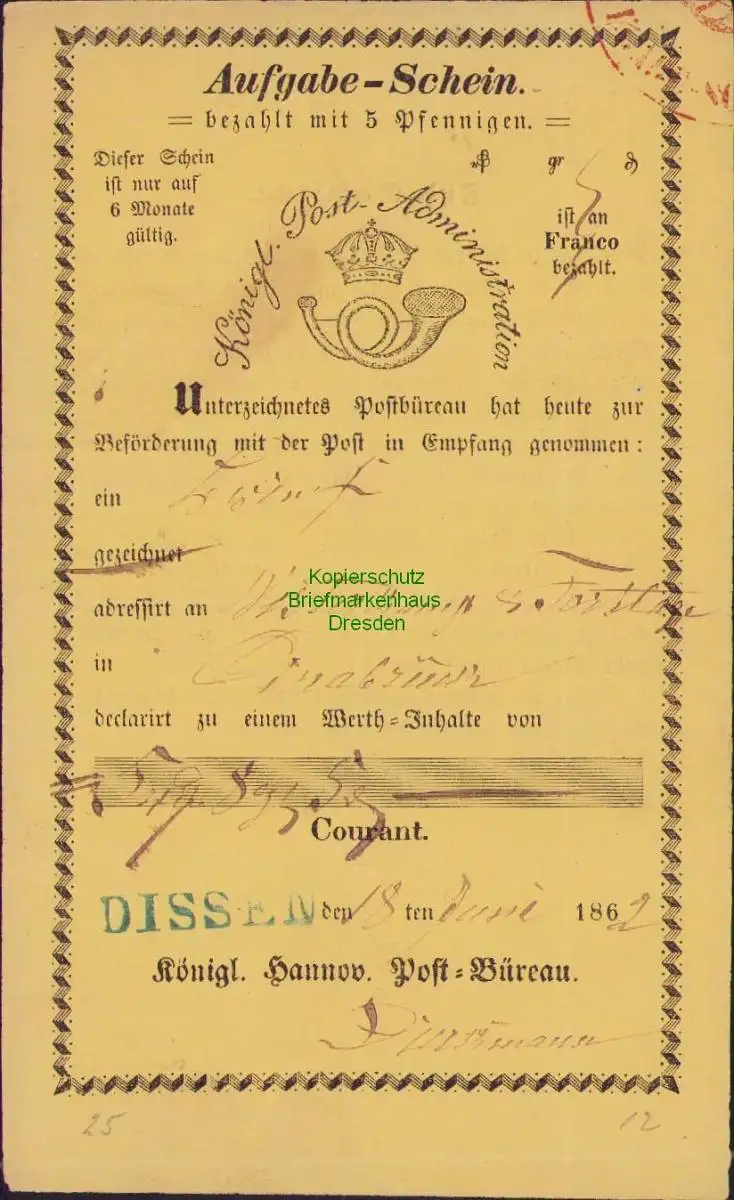 Aufgabe-Schein.
= bezahlt mit 5 Pfennigen. =
Dieser Schein
ist nur auf
6 Monate
gültig.
gr
ist an
Franco
bezahlt.
Königl. Post-Administration
Unterzeichnetes Postbüreau hat heute zur
Beförderung mit der Post in Empfang genommen:
ein
gezeichnet
Kopierschutz
Briefmarkenhaus
Dresden
adressirt an
in Osnabrück
declarirt zu einem Werth=Inhalte von
Courant.
DISSEN den 18 ten Juni 1862
Königl. Hannov. Post=Büreau.
25
12